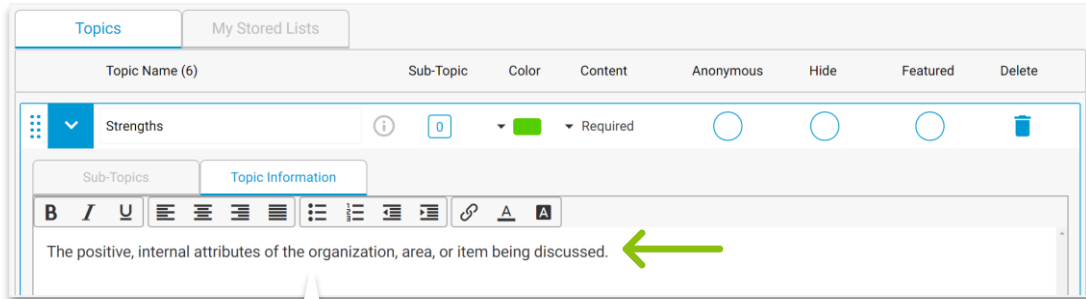 Topics My Stored Lists
Topic Name (6) Sub-Topic Color Content Anonymous Hide Featured Delete
Strengths i 0 Required
Sub-Topics Topic Information
B I U A A
The positive, internal attributes of the organization, area, or item being discussed.